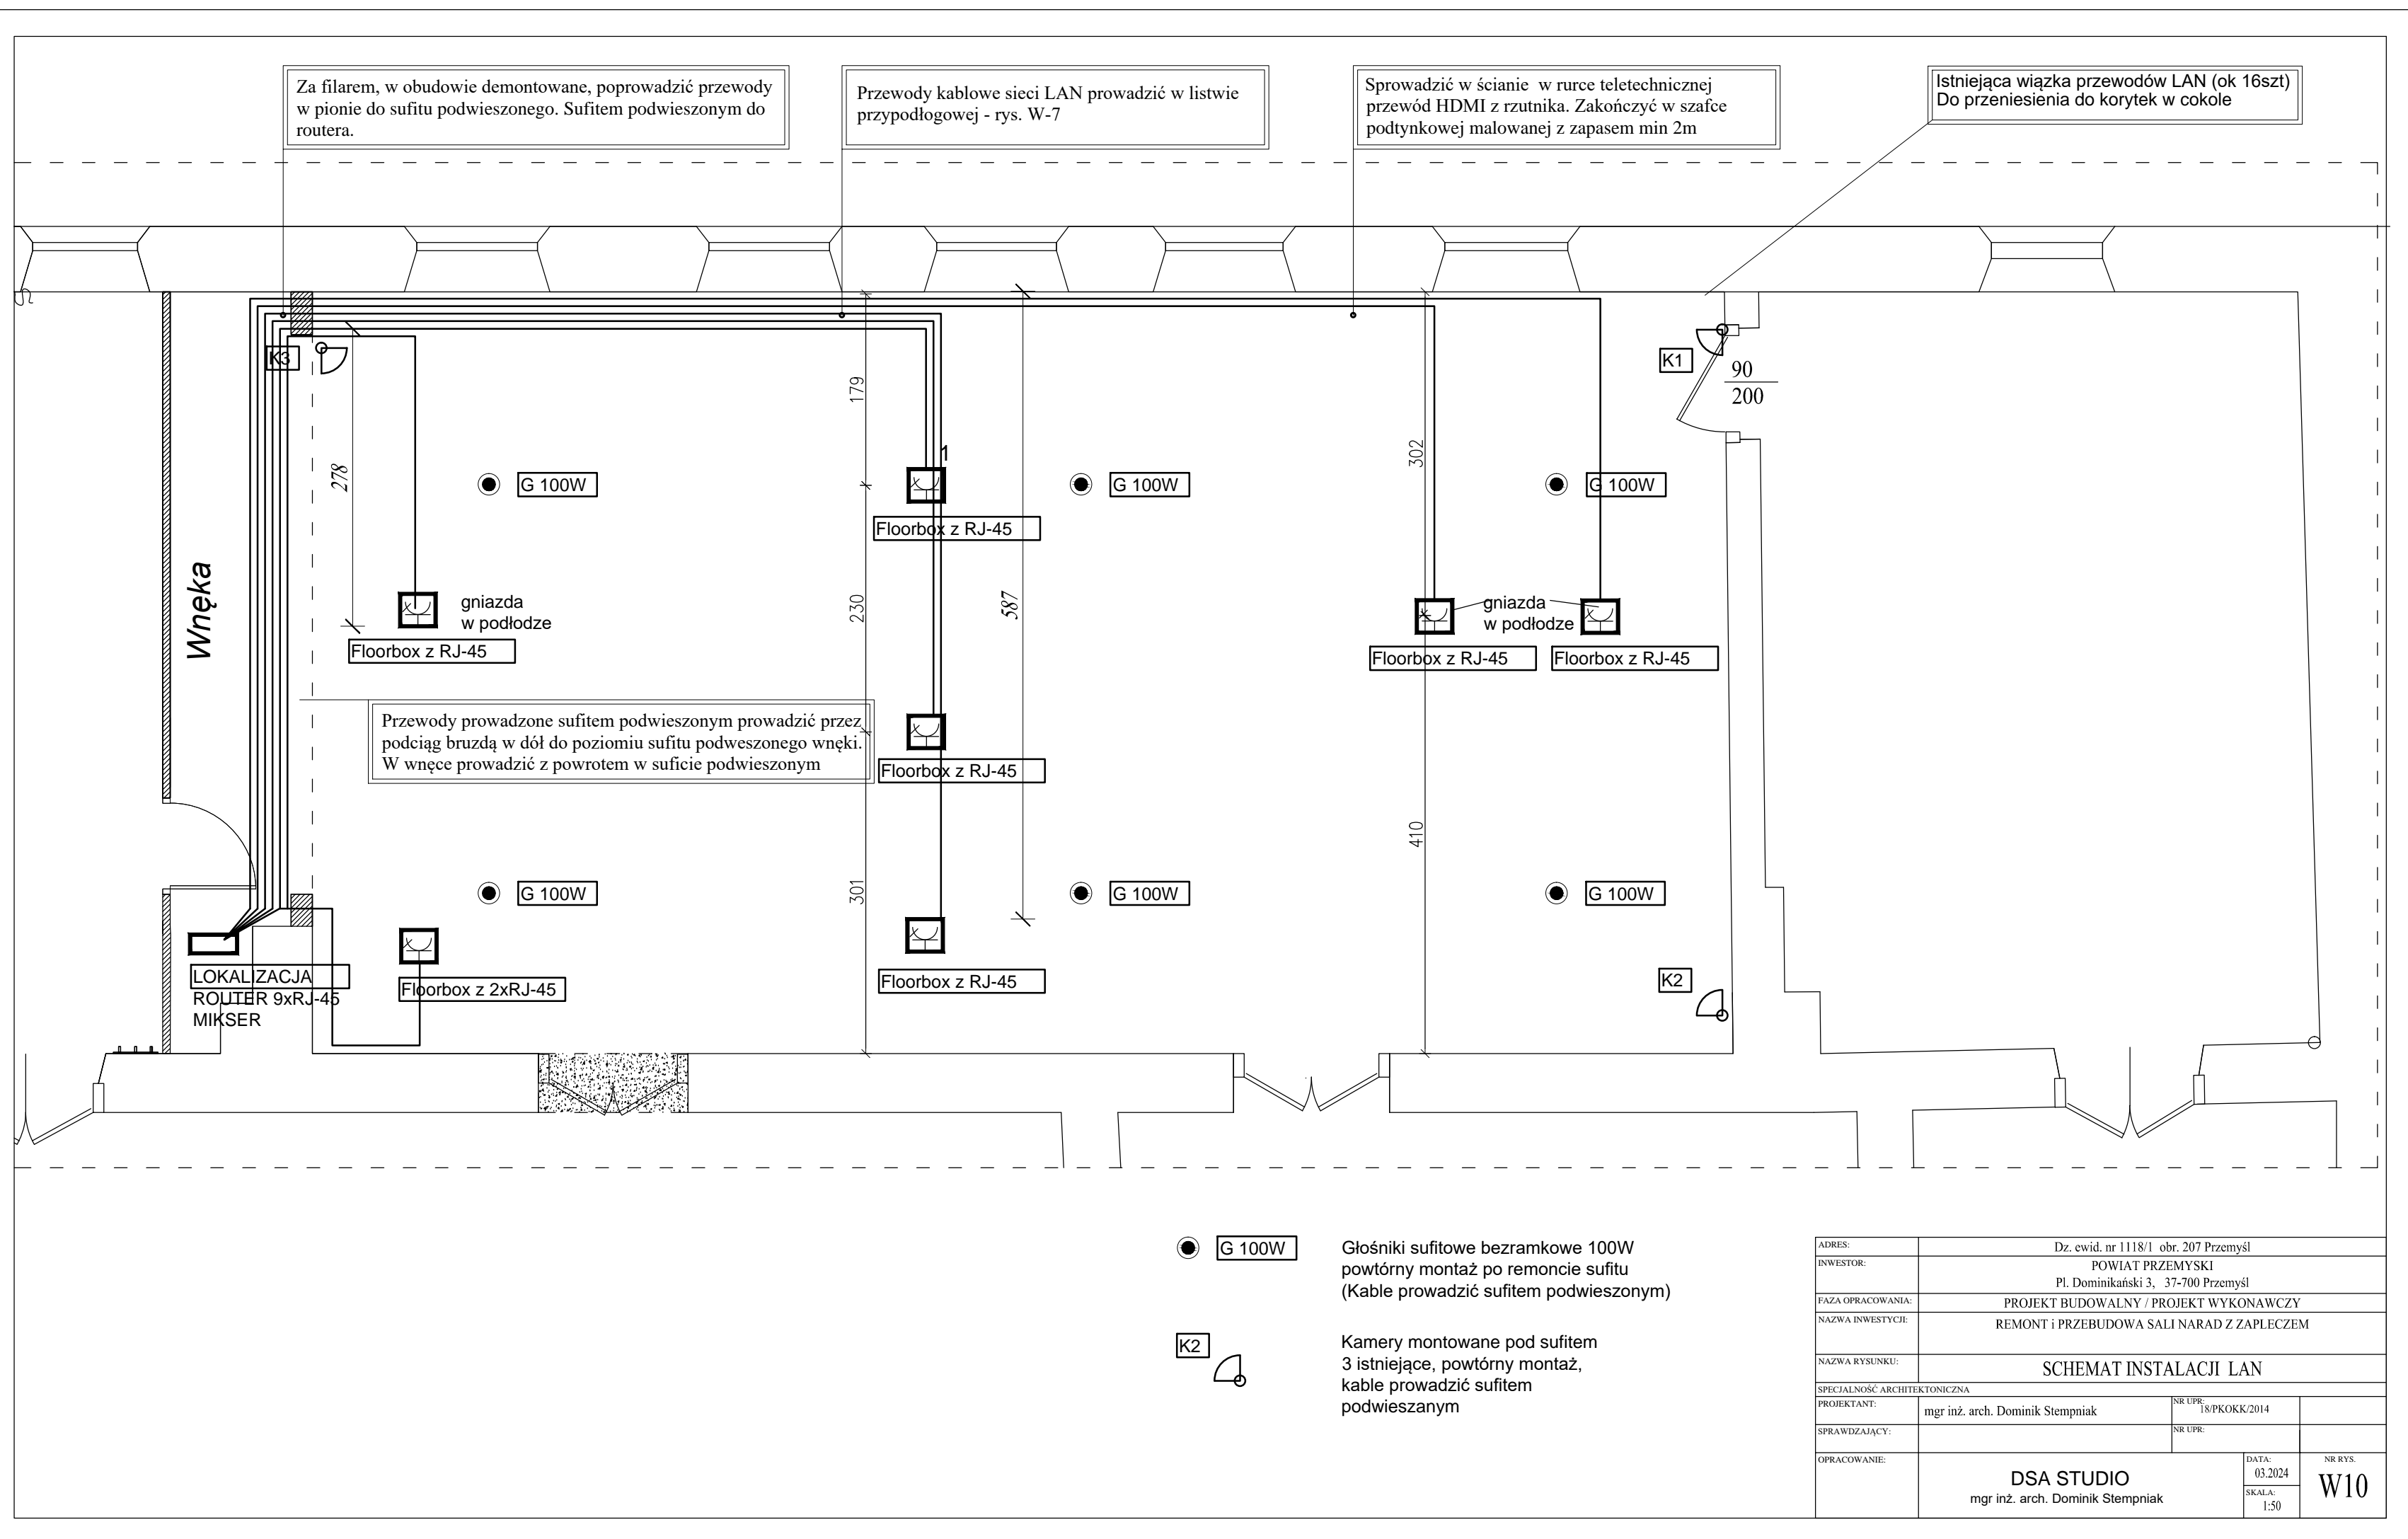 Za filarem, w obudowie demontowane, poprowadzić przewody
w pionie do sufitu podwieszonego. Sufitem podwieszonym do
routera.
Przewody kablowe sieci LAN prowadzić w listwie
przypodłogowej - rys. W-7
Sprowadzić w ścianie w rurce teletechnicznej
przewód HDMI z rzutnika. Zakończyć w szafce
podtynkowej malowanej z zapasem min 2m
Istniejąca wiązka przewodów LAN (ok 16szt)
Do przeniesienia do korytek w cokole
K3
K1
90
200
179
278
302
1
G 100W
G 100W
G 100W
Floorbox z RJ-45
Wnęka
gniazda
w podłodze
230
587
gniazda
w podłodze
Floorbox z RJ-45
Floorbox z RJ-45
Floorbox z RJ-45
Przewody prowadzone sufitem podwieszonym prowadzić przez
podciąg bruzdą w dół do poziomiu sufitu podweszonego wnęki.
W wnęce prowadzić z powrotem w suficie podwieszonym
Floorbox z RJ-45
410
301
G 100W
G 100W
G 100W
LOKALIZACJA
ROUTER 9xRJ-45
MIKSER
Floorbox z 2xRJ-45
Floorbox z RJ-45
K2
G 100W
Głośniki sufitowe bezramkowe 100W
powtórny montaż po remoncie sufitu
(Kable prowadzić sufitem podwieszonym)
K2
Kamery montowane pod sufitem
3 istniejące, powtórny montaż,
kable prowadzić sufitem
podwieszanym
ADRES: Dz. ewid. nr 1118/1 obr. 207 Przemyśl
INWESTOR: POWIAT PRZEMYSKI
Pl. Dominikański 3, 37-700 Przemyśl
FAZA OPRACOWANIA: PROJEKT BUDOWALNY / PROJEKT WYKONAWCZY
NAZWA INWESTYCJI: REMONT i PRZEBUDOWA SALI NARAD Z ZAPLECZEM
NAZWA RYSUNKU: SCHEMAT INSTALACJI LAN
SPECJALNOŚĆ ARCHITEKTONICZNA
PROJEKTANT: mgr inż. arch. Dominik Stempniak NR UPR: 18/PKOKK/2014
SPRAWDZAJĄCY: NR UPR:
OPRACOWANIE: DSA STUDIO
mgr inż. arch. Dominik Stempniak
DATA: 03.2024
SKALA: 1:50
NR RYS.
W10